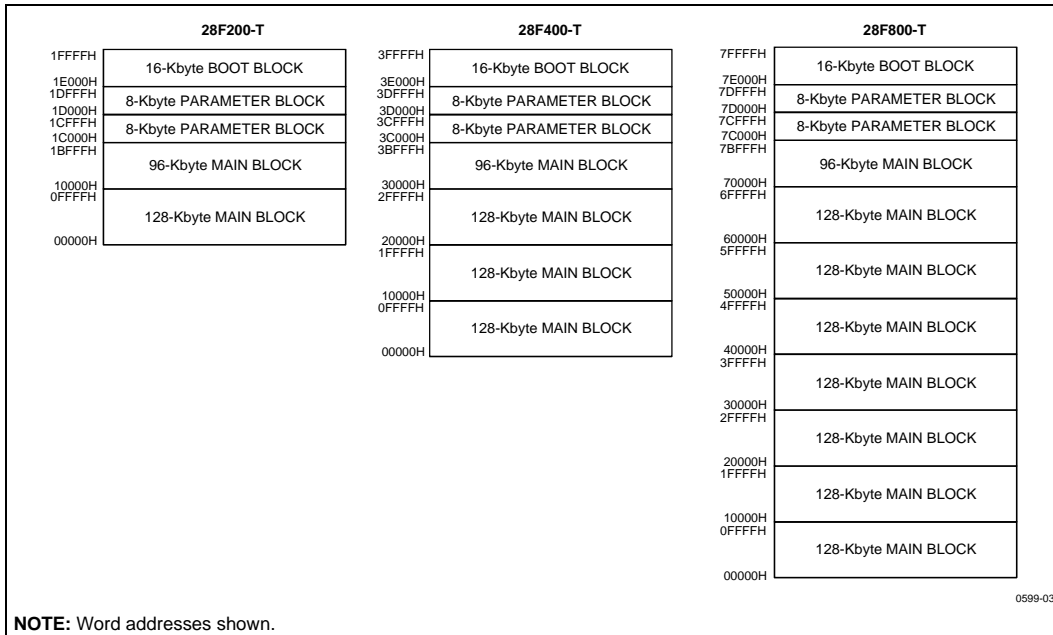 28F200-T
1FFFFH
16-Kbyte BOOT BLOCK
1E000H
1DFFFH
8-Kbyte PARAMETER BLOCK
1D000H
1CFFFH
8-Kbyte PARAMETER BLOCK
1C000H
1BFFFH
96-Kbyte MAIN BLOCK
10000H
0FFFFH
128-Kbyte MAIN BLOCK
00000H
28F400-T
3FFFFH
16-Kbyte BOOT BLOCK
3E000H
3DFFFH
8-Kbyte PARAMETER BLOCK
3D000H
3CFFFH
8-Kbyte PARAMETER BLOCK
3C000H
3BFFFH
96-Kbyte MAIN BLOCK
30000H
2FFFFH
128-Kbyte MAIN BLOCK
20000H
1FFFFH
128-Kbyte MAIN BLOCK
10000H
0FFFFH
128-Kbyte MAIN BLOCK
00000H
28F800-T
7FFFFH
16-Kbyte BOOT BLOCK
7E000H
7DFFFH
8-Kbyte PARAMETER BLOCK
7D000H
7CFFFH
8-Kbyte PARAMETER BLOCK
7C000H
7BFFFH
96-Kbyte MAIN BLOCK
70000H
6FFFFH
128-Kbyte MAIN BLOCK
60000H
5FFFFH
128-Kbyte MAIN BLOCK
50000H
4FFFFH
128-Kbyte MAIN BLOCK
40000H
3FFFFH
128-Kbyte MAIN BLOCK
30000H
2FFFFH
128-Kbyte MAIN BLOCK
20000H
1FFFFH
128-Kbyte MAIN BLOCK
10000H
0FFFFH
128-Kbyte MAIN BLOCK
00000H
0599-03
NOTE: Word addresses shown.